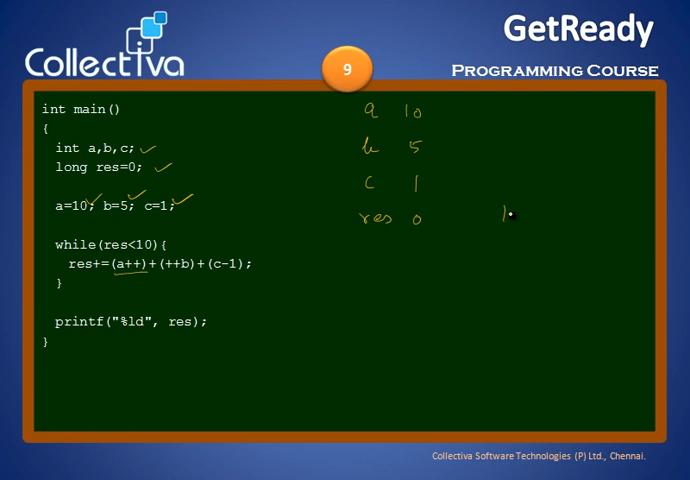 GetReady
Collectiva
9
PROGRAMMING COURSE
int main()
{
int a,b,c;
long res=0;
a=10; b=5; c=1;
while(res<10){
res+=(a++)+(++b)+(c-1);
}
printf("%ld", res);
}
a 10
b 5
c 1
res 0
Collectiva Software Technologies (P) Ltd., Chennai.